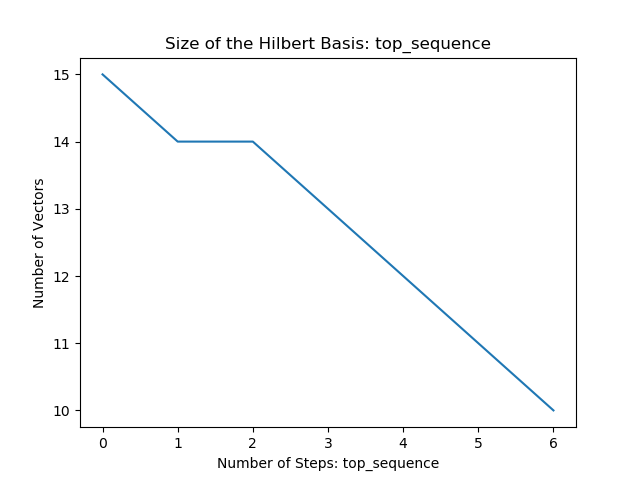 Size of the Hilbert Basis: top_sequence
15
14
13
12
11
10
Number of Vectors
0 1 2 3 4 5 6
Number of Steps: top_sequence